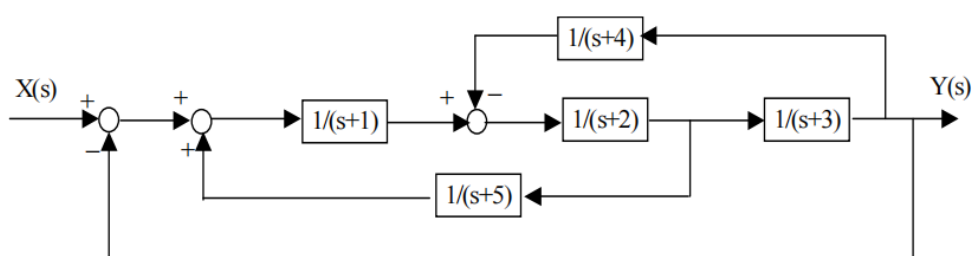 1/(s+4)
X(s)
Y(s)
+
+
+
−
1/(s+1)
1/(s+2)
1/(s+3)
−
+
1/(s+5)